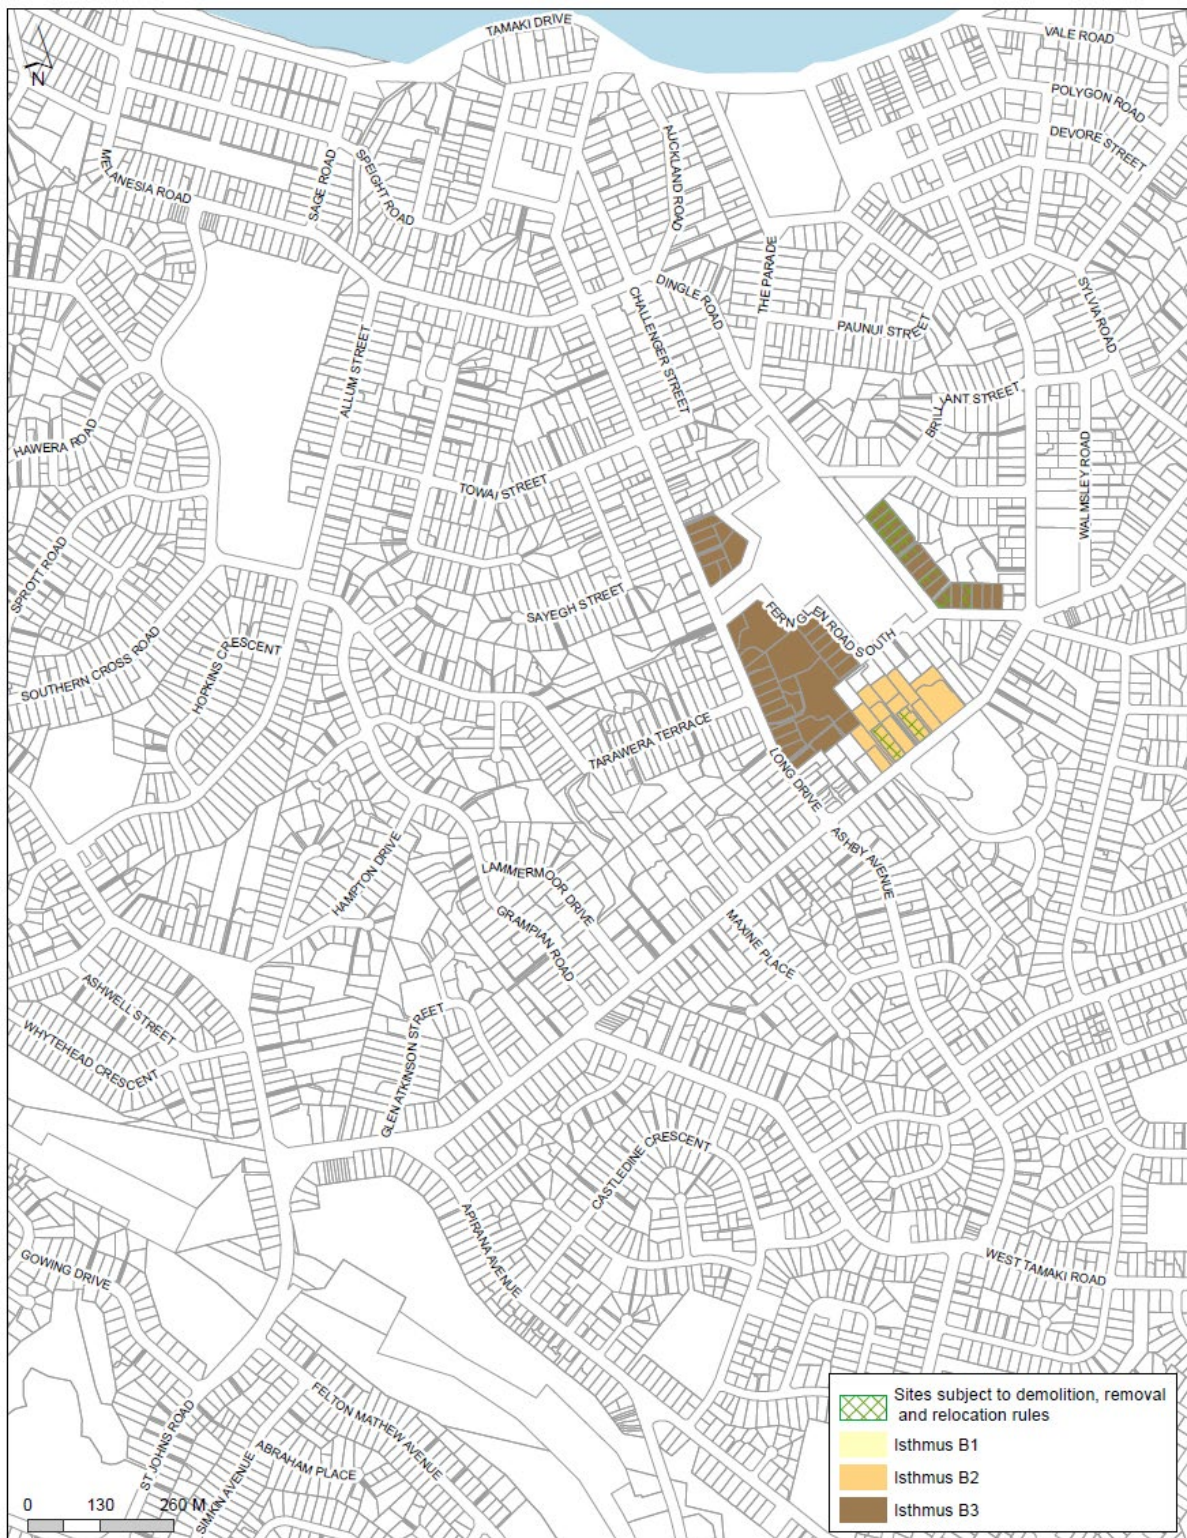 TAMAKI DRIVE
VALE ROAD
N
POLYGON ROAD
DEVORE STREET
AUCKLAND ROAD
MELANESIA ROAD
SAGE ROAD
SPEIGHT ROAD
THE PARADE
DINGLE ROAD
SYLVIA ROAD
CHALLENGER STREET
PAUNUI STREET
ALLUM STREET
BRILLIANT STREET
HAWERA ROAD
WALMSLEY ROAD
TOWAI STREET
SPROTT ROAD
SAYEGH STREET
FERN GLEN ROAD SOUTH
SOUTHERN CROSS ROAD
HOPKINS CRESCENT
TARAWERA TERRACE
LONG DRIVE
ASHBY AVENUE
HAMPTON DRIVE
LAMMERMOOR DRIVE
GRAMPIAN ROAD
MAXINE PLACE
ASHWELL STREET
WHYTEHEAD CRESCENT
GLEN ATKINSON STREET
CASTLEDINE CRESCENT
APIRANA AVENUE
WEST TAMAKI ROAD
GOWING DRIVE
FELTON MATHEW AVENUE
ST JOHNS ROAD
ABRAHAM PLACE
SIMKIN AVENUE
Sites subject to demolition, removal
and relocation rules
Isthmus B1
Isthmus B2
Isthmus B3
0 130 260 M